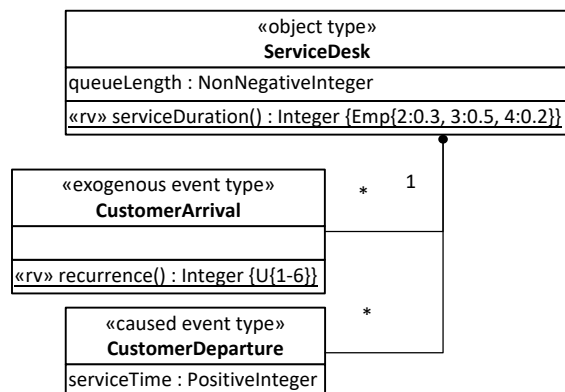 «object type»
ServiceDesk
queueLength : NonNegativeInteger
«rv» serviceDuration() : Integer {Emp{2:0.3, 3:0.5, 4:0.2}}
«exogenous event type»
CustomerArrival
* 1
«rv» recurrence() : Integer {U{1-6}}
«caused event type»
CustomerDeparture
*
serviceTime : PositiveInteger